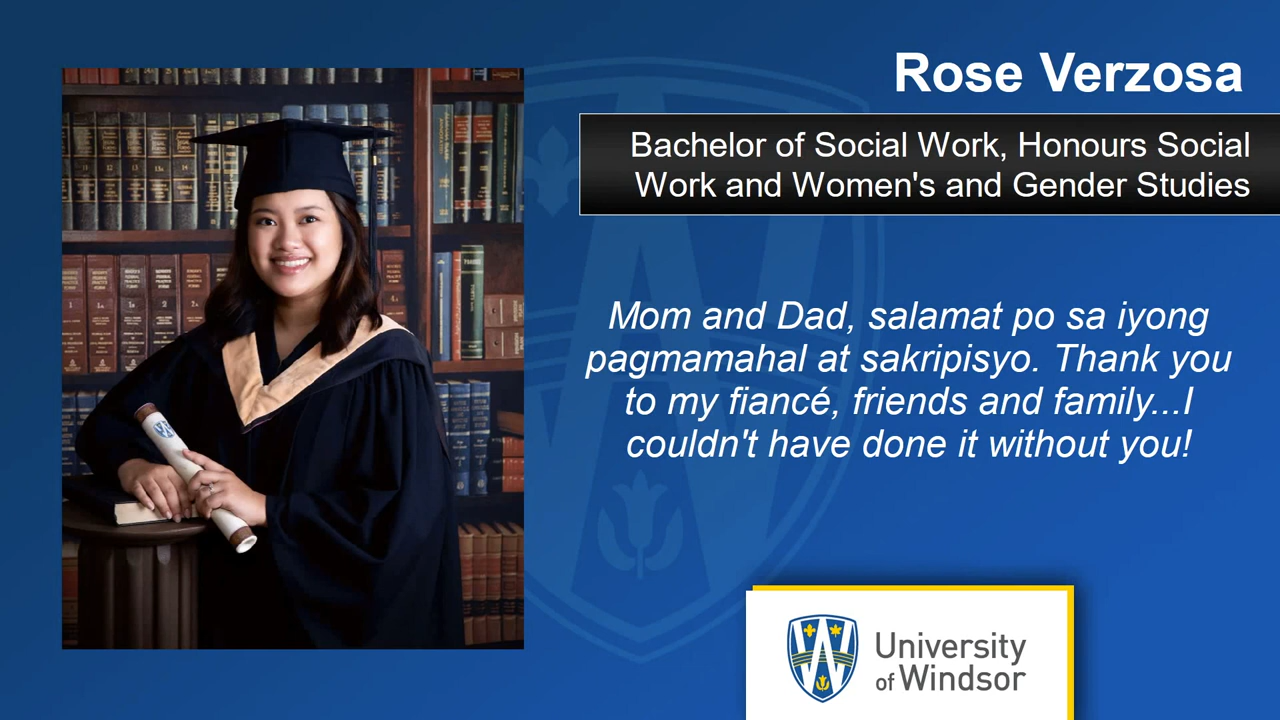 Rose Verzosa
Bachelor of Social Work, Honours Social
Work and Women's and Gender Studies
Mom and Dad, salamat po sa iyong
pagmamahal at sakripisyo. Thank you
to my fiancé, friends and family...I
couldn't have done it without you!
University
of Windsor